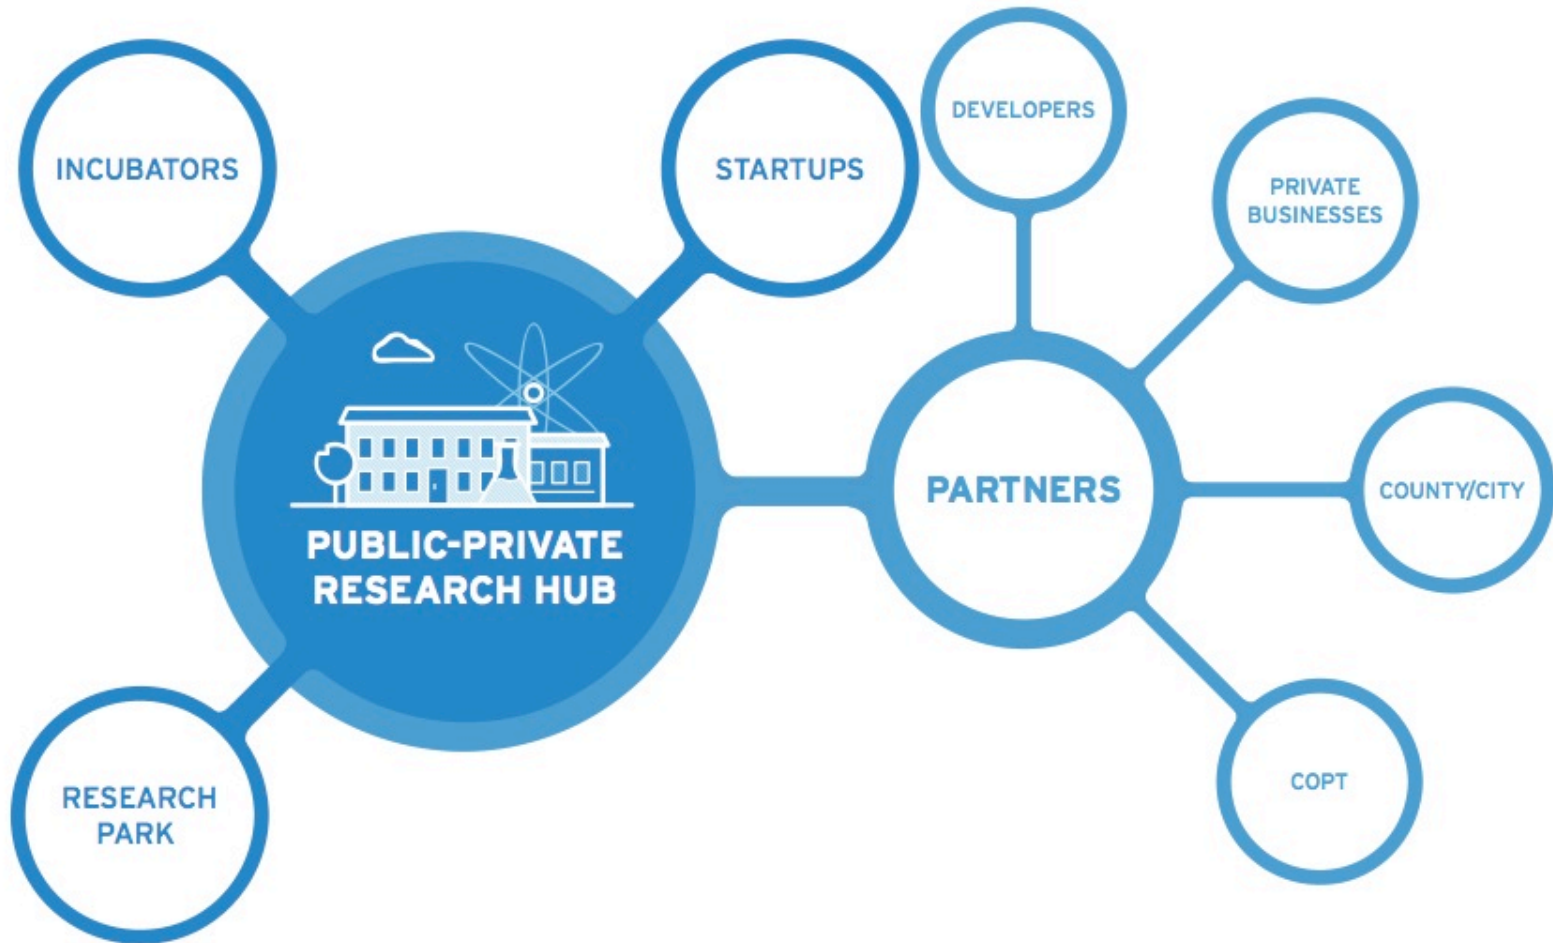 INCUBATORS
STARTUPS
DEVELOPERS
PRIVATE
BUSINESSES
PUBLIC-PRIVATE
RESEARCH HUB
PARTNERS
COUNTY/CITY
RESEARCH
PARK
COPT